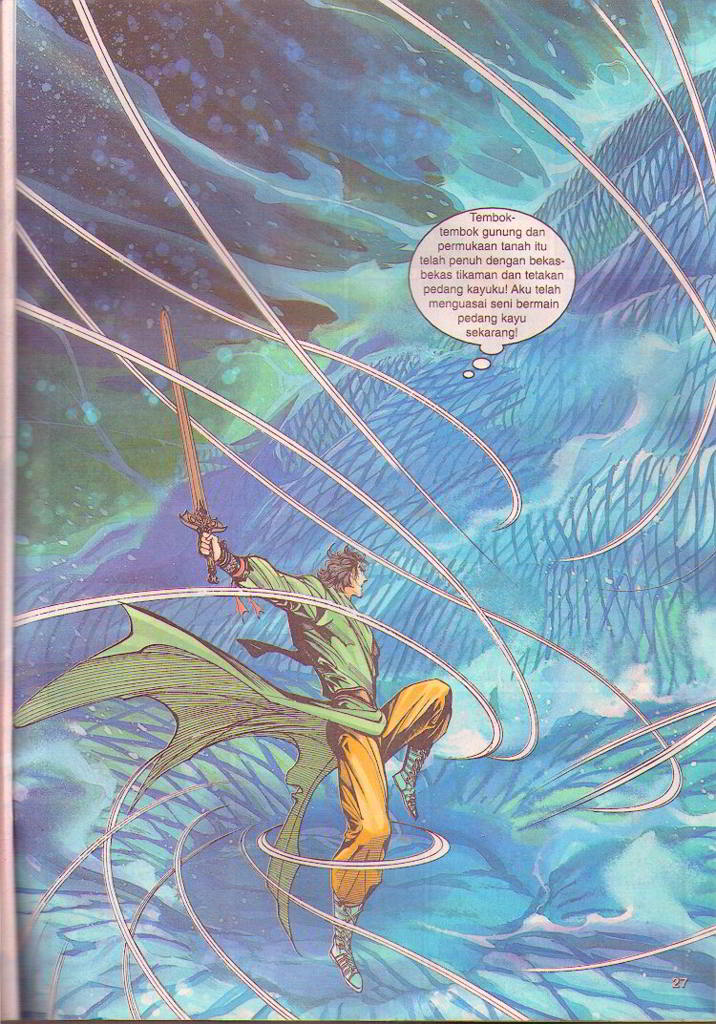 Tembok-
tembok gunung dan
permukaan tanah itu
telah penuh dengan bekas-
bekas tikaman dan tetakan
pedang kayuku! Aku telah
menguasai seni bermain
pedang kayu
sekarang!
27